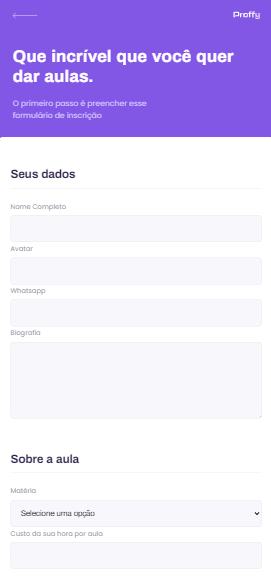 Proffy
Que incrível que você quer
dar aulas.
O primeiro passo é preencher esse
formulário de inscrição
Seus dados
Nome Completo
Avatar
Whatsapp
Biografia
Sobre a aula
Matéria
Selecione uma opção
Custo da sua hora por aula